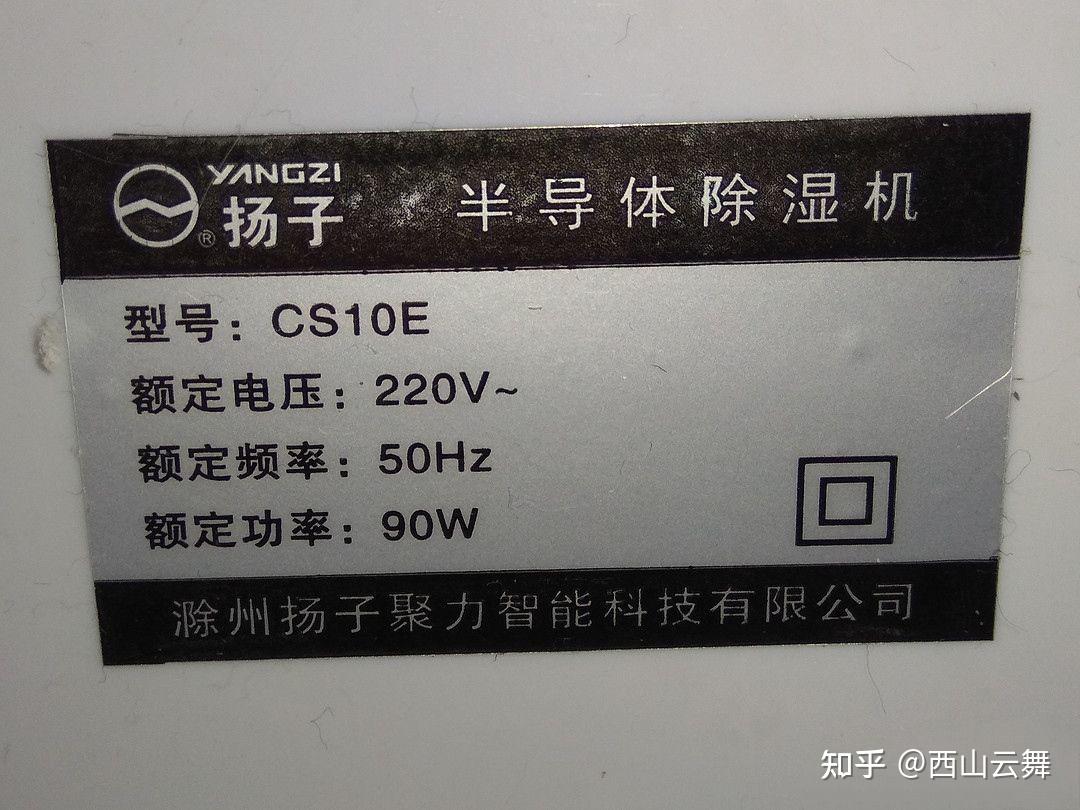 YANGZI
扬子® 半导体除湿机
型号：CS10E
额定电压：220V~
额定频率：50Hz
额定功率：90W
滁州扬子聚力智能科技有限公司
知乎 @西山云舞